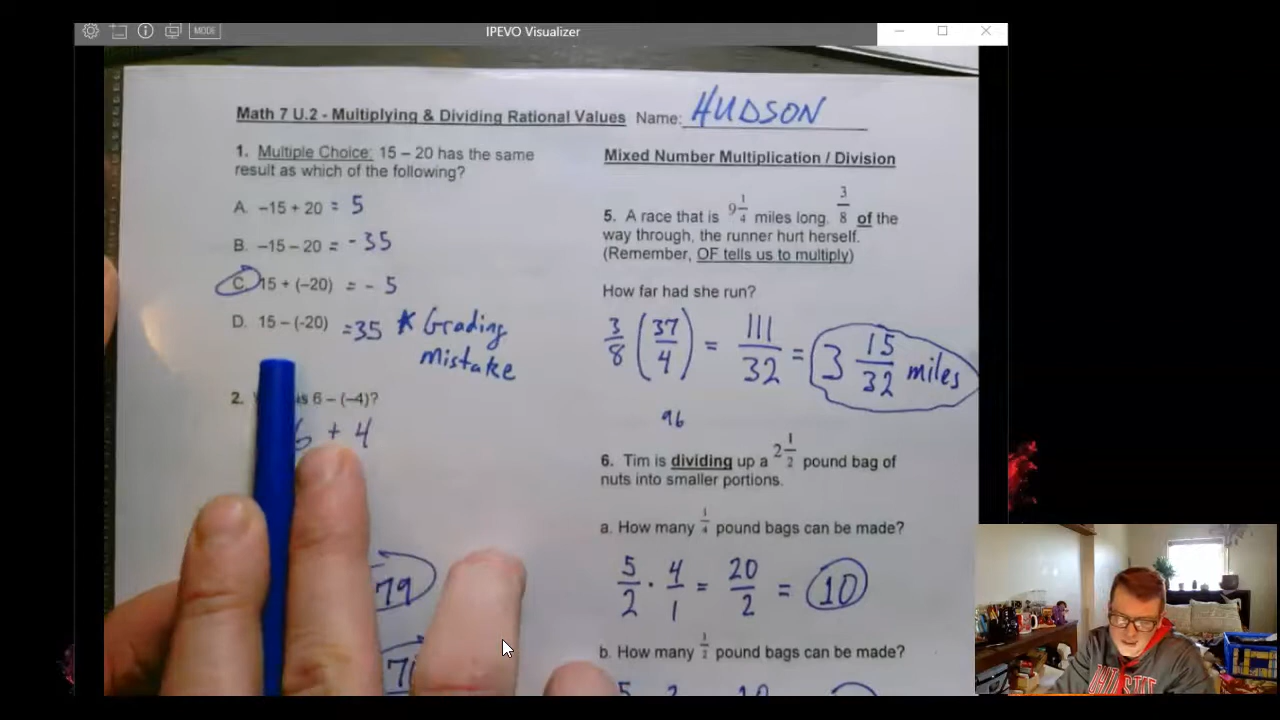 MODE
IPEVO Visualizer
Math 7 U.2 - Multiplying & Dividing Rational Values Name: HUDSON
1. Multiple Choice: 15 – 20 has the same
result as which of the following?
A. –15 + 20 = 5
B. –15 – 20 = -35
C. 15 + (–20) = - 5
D. 15 – (-20) =35 * Grading
mistake
2. as 6 – (–4)?
6 + 4
79
Mixed Number Multiplication / Division
5. A race that is 9 1/4 miles long. 3/8 of the
way through, the runner hurt herself.
(Remember, OF tells us to multiply)
How far had she run?
3/8 (37/4) = 111/32 = 3 15/32 miles
96
6. Tim is dividing up a 2 1/2 pound bag of
nuts into smaller portions.
a. How many 1/4 pound bags can be made?
5/2 · 4/1 = 20/2 = 10
b. How many 1/2 pound bags can be made?